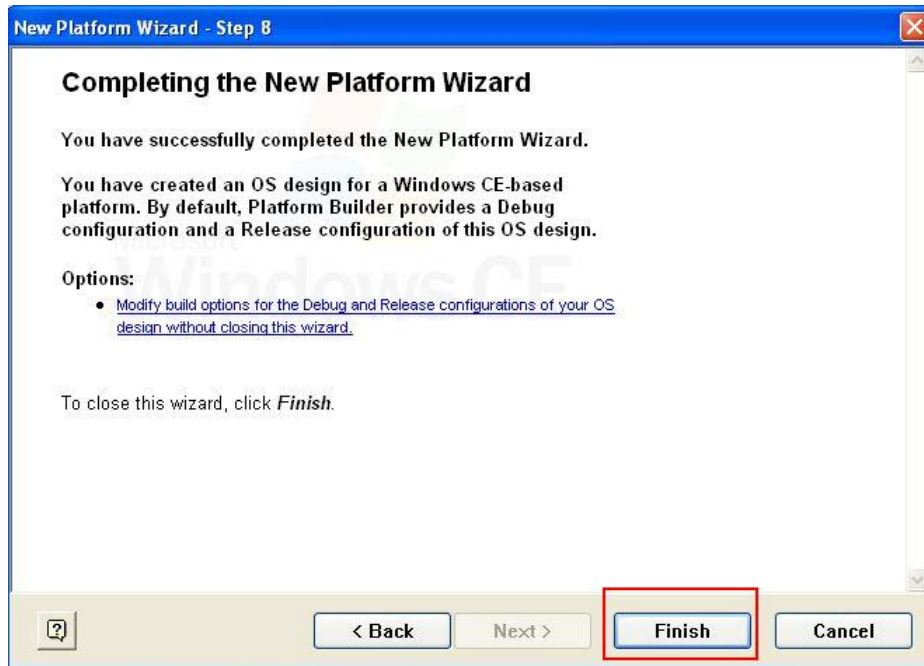 New Platform Wizard - Step 8
Completing the New Platform Wizard
You have successfully completed the New Platform Wizard.
You have created an OS design for a Windows CE-based
platform. By default, Platform Builder provides a Debug
configuration and a Release configuration of this OS design.
Microsoft
Windows CE
Options:
• Modify build options for the Debug and Release configurations of your OS
design without closing this wizard.
To close this wizard, click Finish.
? < Back Next > Finish Cancel